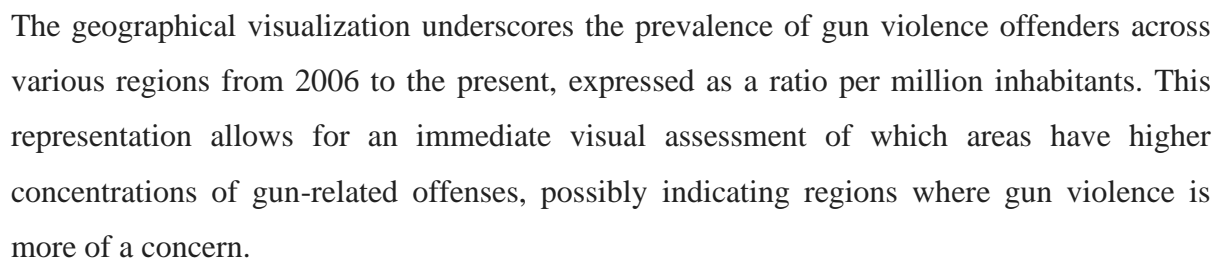 The geographical visualization underscores the prevalence of gun violence offenders across
various regions from 2006 to the present, expressed as a ratio per million inhabitants. This
representation allows for an immediate visual assessment of which areas have higher
concentrations of gun-related offenses, possibly indicating regions where gun violence is
more of a concern.